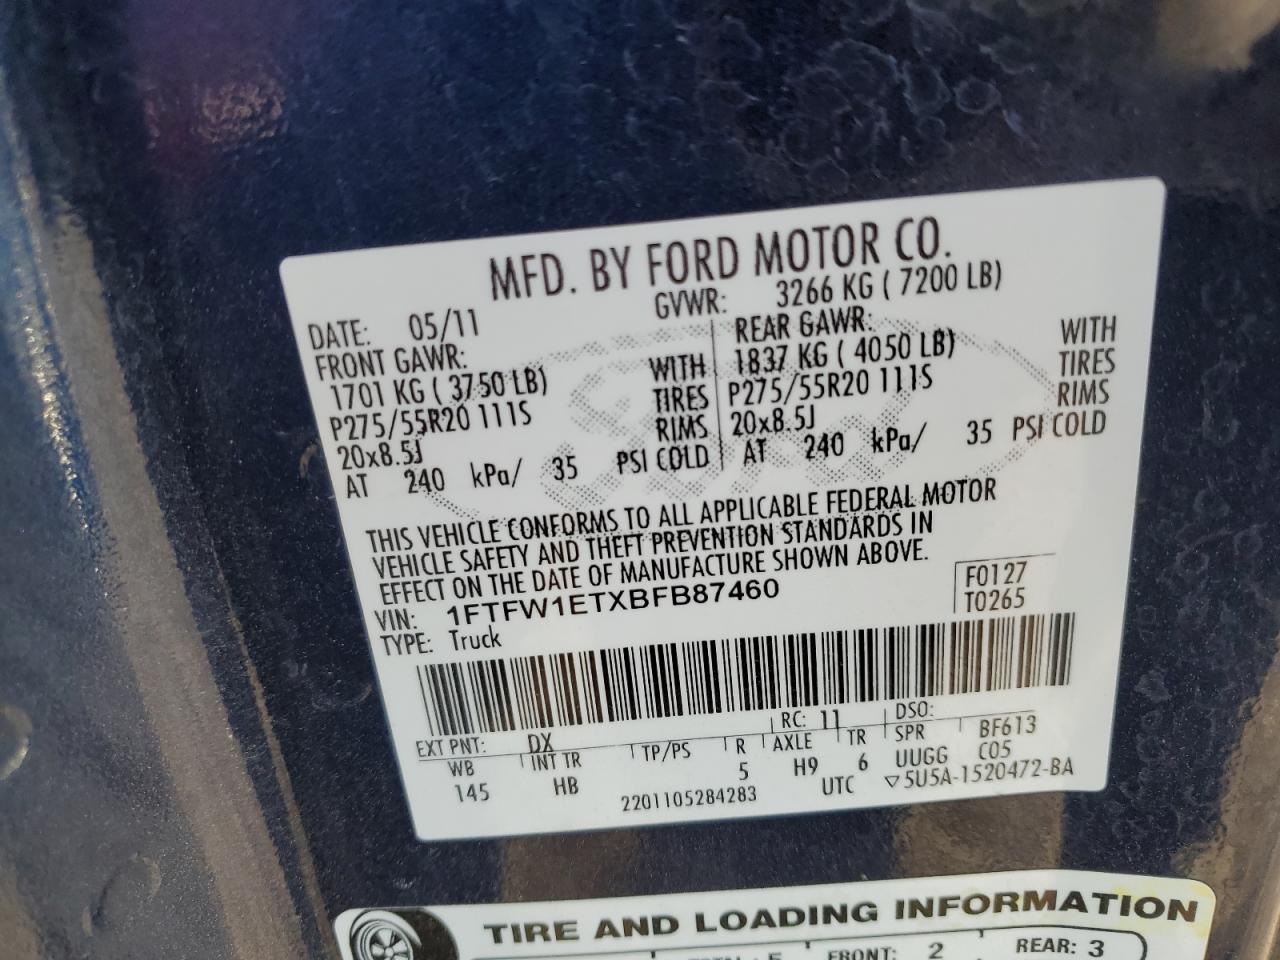 MFD. BY FORD MOTOR CO.
DATE: 05/11 GVWR: 3266 KG ( 7200 LB)
FRONT GAWR: REAR GAWR:
1701 KG ( 3750 LB) WITH 1837 KG ( 4050 LB) WITH
P275/55R20 111S TIRES P275/55R20 111S TIRES
20x8.5J RIMS 20x8.5J RIMS
AT 240 kPa/ 35 PSI COLD AT 240 kPa/ 35 PSI COLD
THIS VEHICLE CONFORMS TO ALL APPLICABLE FEDERAL MOTOR
VEHICLE SAFETY AND THEFT PREVENTION STANDARDS IN
EFFECT ON THE DATE OF MANUFACTURE SHOWN ABOVE.
VIN: 1FTFW1ETXBFB87460 F0127
TYPE: Truck T0265
EXT PNT: DX RC: 11 DSO: BF613
WB INT TR TP/PS R AXLE TR SPR C05
145 HB 5 H9 6 UUGG
2201105284283 UTC ▽5U5A-1520472-BA
TIRE AND LOADING INFORMATION
FRONT: 2 REAR: 3